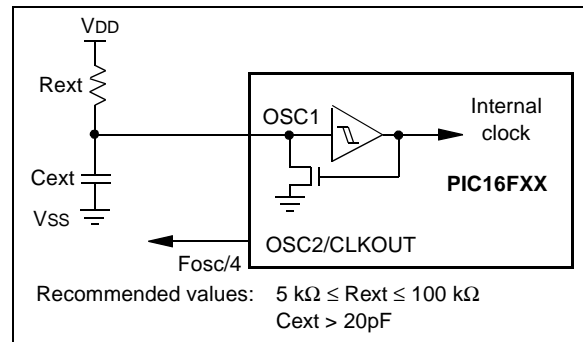 VDD
Rext
OSC1
Internal
clock
Cext
PIC16FXX
VSS
OSC2/CLKOUT
Fosc/4
Recommended values: 5 kΩ ≤ Rext ≤ 100 kΩ
Cext > 20pF